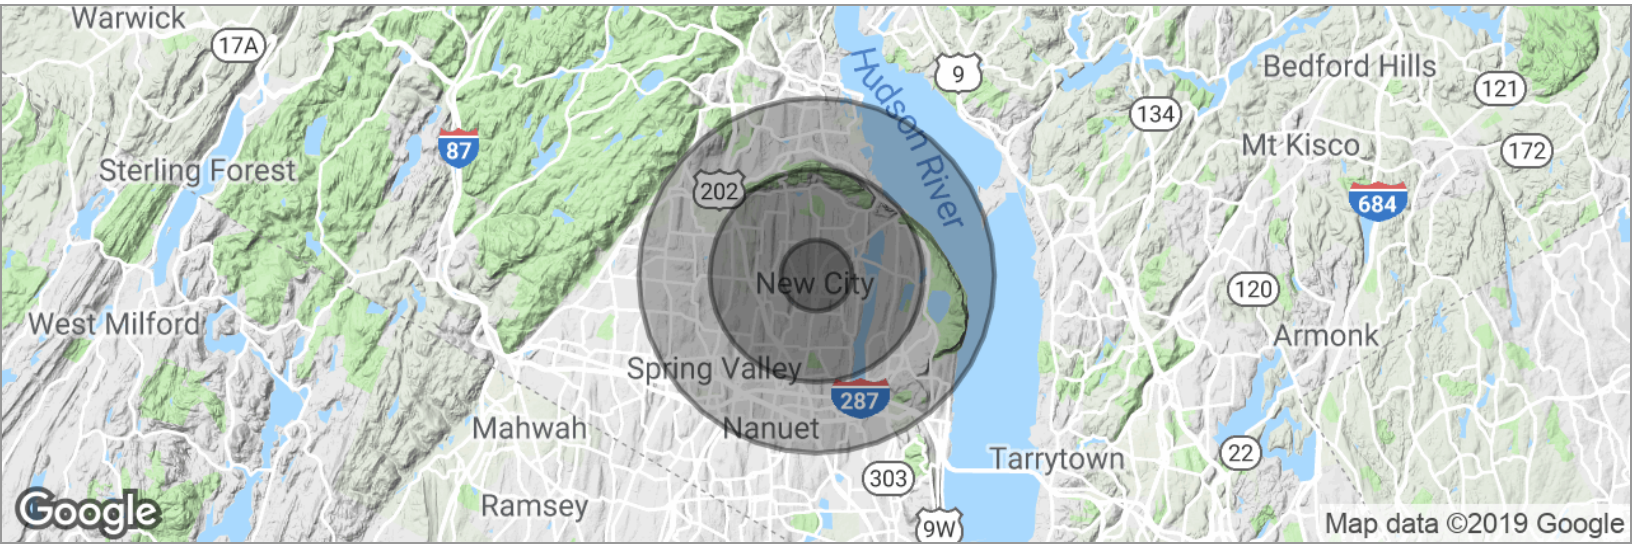 Warwick
17A
9
Hudson River
Bedford Hills
121
134
87
Mt Kisco
172
Sterling Forest
202
684
New City
120
West Milford
Armonk
Spring Valley
287
Mahwah
Nanuet
22
Tarrytown
303
Ramsey
Google
9W
Map data ©2019 Google